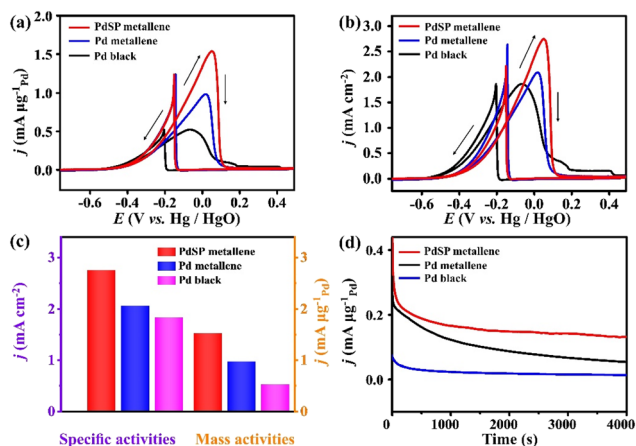 (a)
PdSP metallene
Pd metallene
Pd black
j (mA μg⁻¹Pd)
2.0
1.5
1.0
0.5
0.0
-0.6 -0.4 -0.2 0.0 0.2 0.4
E (V vs. Hg / HgO)
(b)
PdSP metallene
Pd metallene
Pd black
j (mA cm⁻²)
3.0
2.5
2.0
1.5
1.0
0.5
0.0
-0.6 -0.4 -0.2 0.0 0.2 0.4
E (V vs. Hg / HgO)
(c)
PdSP metallene
Pd metallene
Pd black
j (mA cm⁻²)
3
2
1
0
j (mA μg⁻¹Pd)
3
2
1
0
Specific activities Mass activities
(d)
PdSP metallene
Pd metallene
Pd black
j (mA μg⁻¹Pd)
0.4
0.2
0.0
0 1000 2000 3000 4000
Time (s)